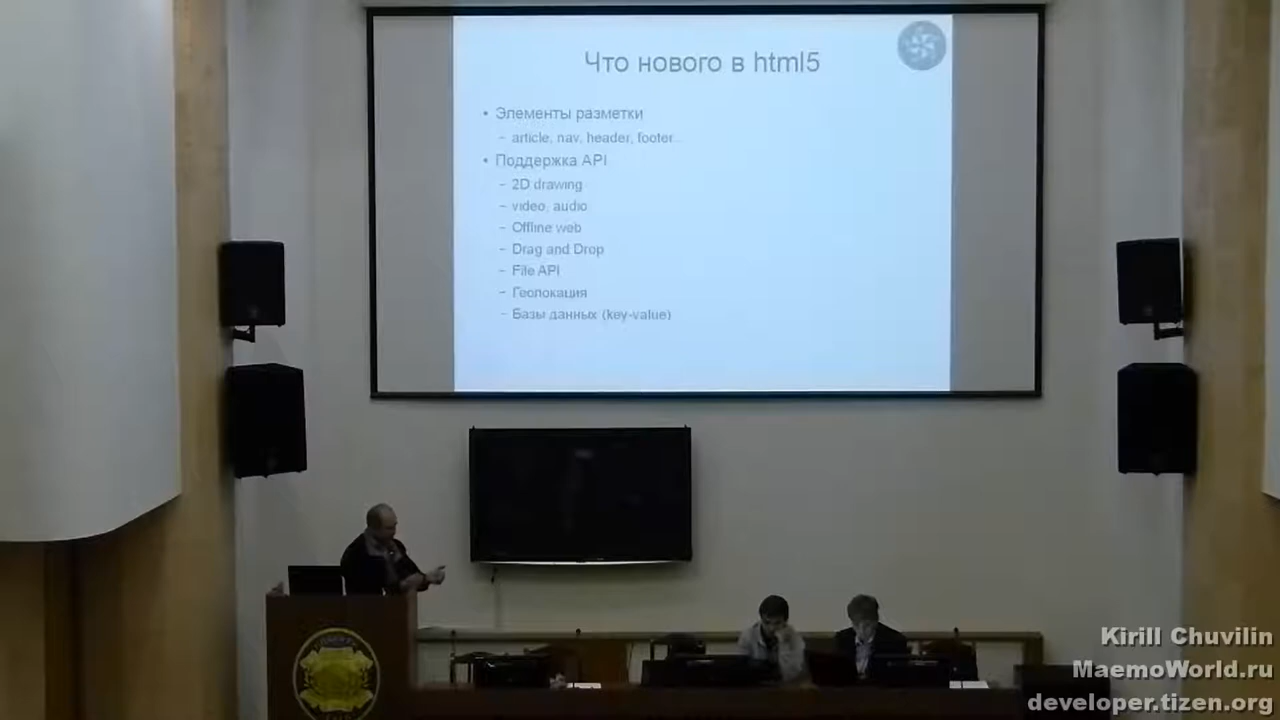 Что нового в html5
• Элементы разметки
– article, nav, header, footer...
• Поддержка API
– 2D drawing
– video, audio
– Offline web
– Drag and Drop
– File API
– Геолокация
– Базы данных (key-value)
Kirill Chuvilin
MaemoWorld.ru
developer.tizen.org